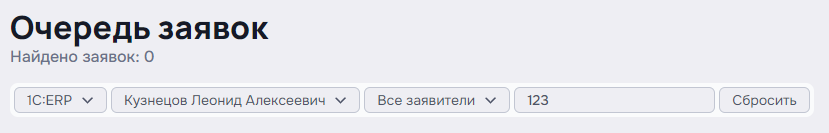 Очередь заявок
Найдено заявок: 0
1С:ERP Кузнецов Леонид Алексеевич Все заявители 123 Сбросить